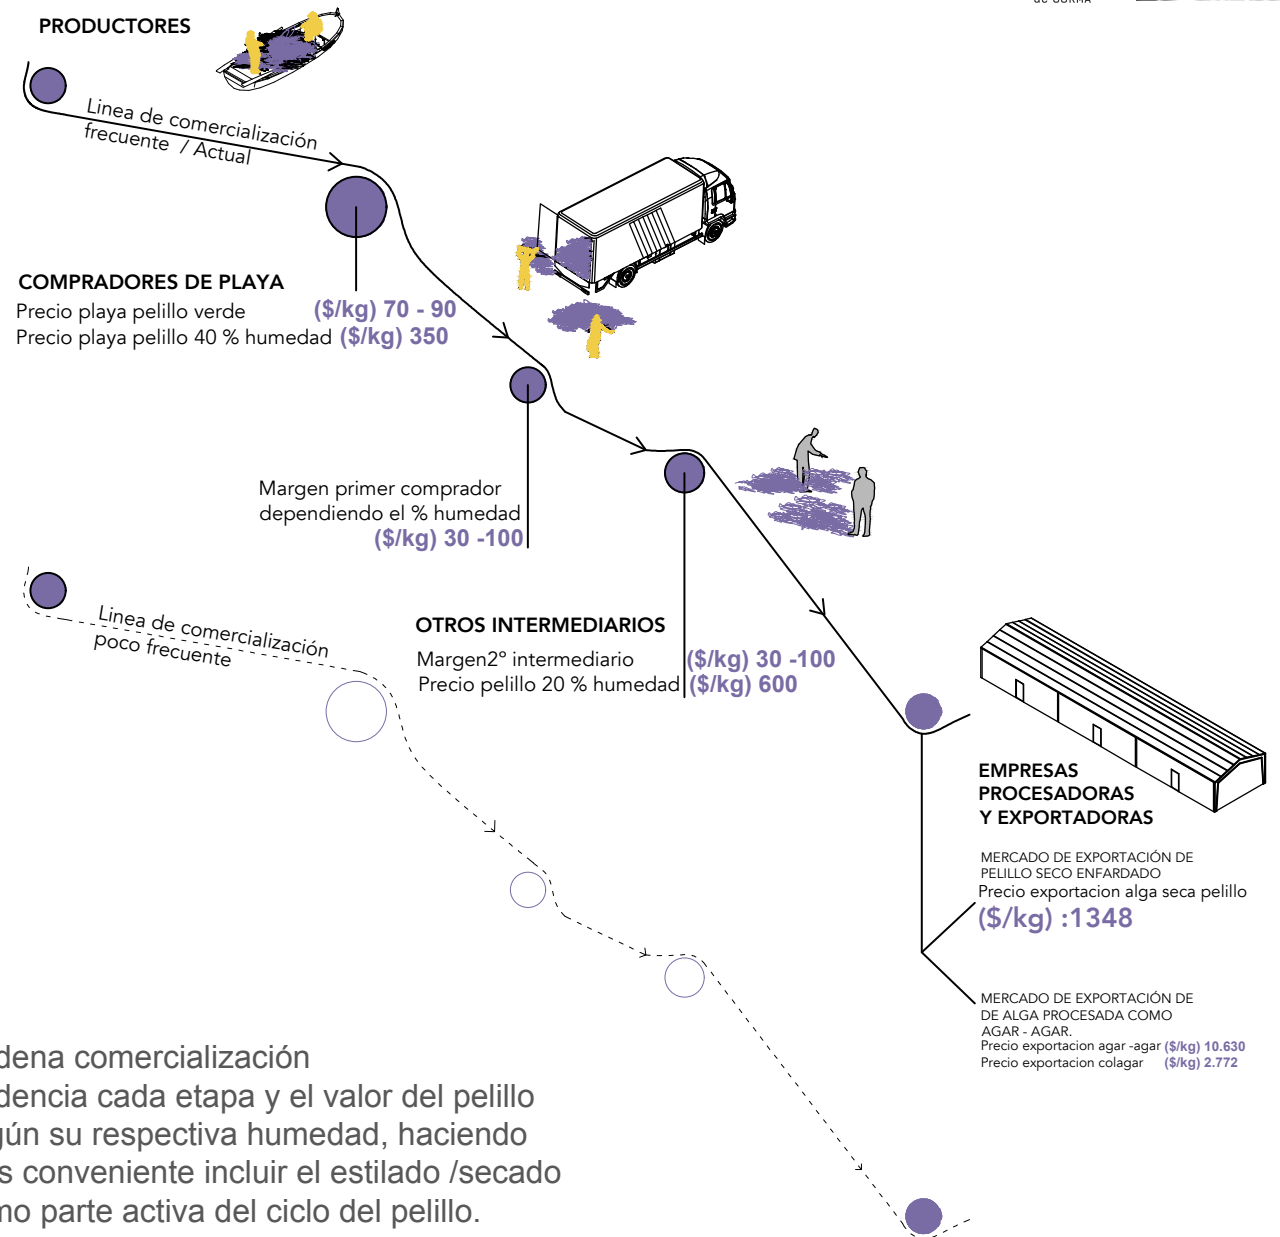 de CURMA
PRODUCTORES
Linea de comercialización
frecuente / Actual
COMPRADORES DE PLAYA
Precio playa pelillo verde ($/kg) 70 - 90
Precio playa pelillo 40 % humedad ($/kg) 350
Margen primer comprador
dependiendo el % humedad
($/kg) 30 -100
Linea de comercialización
poco frecuente
OTROS INTERMEDIARIOS
Margen2º intermediario ($/kg) 30 -100
Precio pelillo 20 % humedad ($/kg) 600
EMPRESAS
PROCESADORAS
Y EXPORTADORAS
MERCADO DE EXPORTACIÓN DE
PELILLO SECO ENFARDADO
Precio exportacion alga seca pelillo
($/kg) :1348
MERCADO DE EXPORTACIÓN DE
DE ALGA PROCESADA COMO
AGAR - AGAR.
Precio exportacion agar -agar ($/kg) 10.630
Precio exportacion colagar ($/kg) 2.772
dena comercialización
dencia cada etapa y el valor del pelillo
gún su respectiva humedad, haciendo
s conveniente incluir el estilado /secado
mo parte activa del ciclo del pelillo.